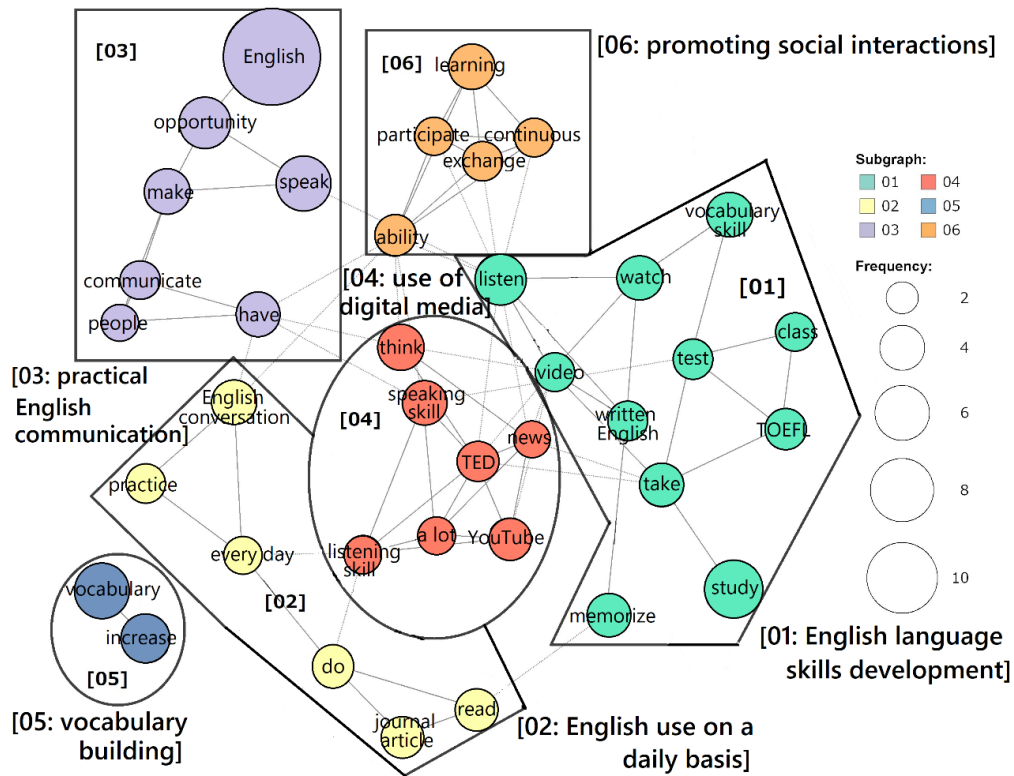 [03]
English
opportunity
make
speak
communicate
people
have
[03: practical
English
communication]
[06]
learning
participate
continuous
exchange
ability
[06: promoting social interactions]
[04: use of
digital media]
think
speaking
skill
[04]
news
TED
a lot
YouTube
listening
skill
vocabulary
skill
listen
watch
[01]
class
test
video
written
English
TOEFL
take
study
memorize
[01: English language
skills development]
English
conversation
practice
every day
[02]
do
read
journal
article
[02: English use on a
daily basis]
vocabulary
increase
[05]
[05: vocabulary
building]
Subgraph:
01
04
02
05
03
06
Frequency:
2
4
6
8
10